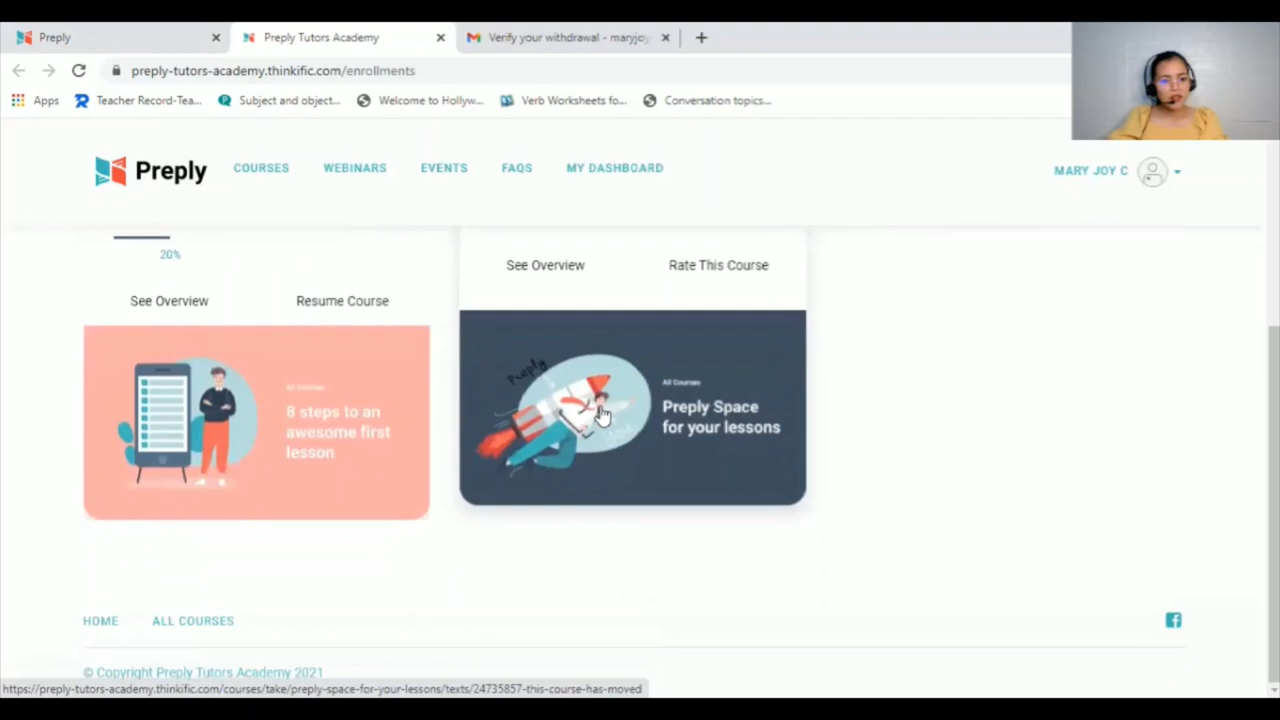 Preply
Preply Tutors Academy
Verify your withdrawal - maryjoy
preply-tutors-academy.thinkific.com/enrollments
Apps
Teacher Record-Tea...
Subject and object...
Welcome to Hollyw...
Verb Worksheets fo...
Conversation topics...
Preply
COURSES
WEBINARS
EVENTS
FAQS
MY DASHBOARD
MARY JOY C
20%
See Overview
Resume Course
See Overview
Rate This Course
All Courses
8 steps to an
awesome first
lesson
Preply
All Courses
Preply Space
for your lessons
HOME
ALL COURSES
© Copyright Preply Tutors Academy 2021
https://preply-tutors-academy.thinkific.com/courses/take/preply-space-for-your-lessons/texts/24735857-this-course-has-moved